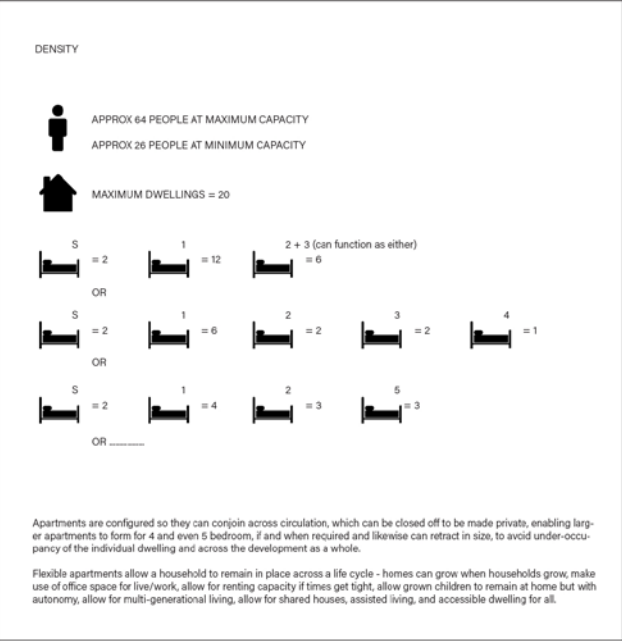 DENSITY
APPROX 64 PEOPLE AT MAXIMUM CAPACITY
APPROX 26 PEOPLE AT MINIMUM CAPACITY
MAXIMUM DWELLINGS = 20
S 1 2 + 3 (can function as either)
= 2 = 12 = 6
OR
S 1 2 3 4
= 2 = 6 = 2 = 2 = 1
OR
S 1 2 5
= 2 = 4 = 3 = 3
OR ______
Apartments are configured so they can conjoin across circulation, which can be closed off to be made private, enabling larg-
er apartments to form for 4 and even 5 bedroom, if and when required and likewise can retract in size, to avoid under-occu-
pancy of the individual dwelling and across the development as a whole.
Flexible apartments allow a household to remain in place across a life cycle - homes can grow when households grow, make
use of office space for live/work, allow for renting capacity if times get tight, allow grown children to remain at home but with
autonomy, allow for multi-generational living, allow for shared houses, assisted living, and accessible dwelling for all.